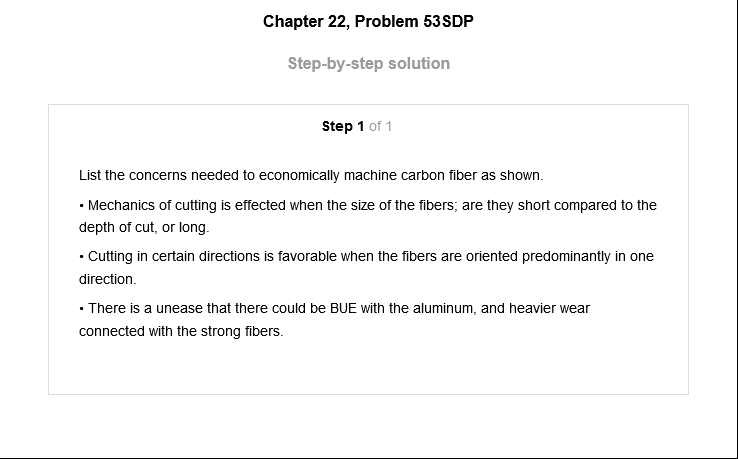 Chapter 22, Problem 53SDP
Step-by-step solution
Step 1 of 1
List the concerns needed to economically machine carbon fiber as shown.
• Mechanics of cutting is effected when the size of the fibers; are they short compared to the
depth of cut, or long.
• Cutting in certain directions is favorable when the fibers are oriented predominantly in one
direction.
• There is a unease that there could be BUE with the aluminum, and heavier wear
connected with the strong fibers.